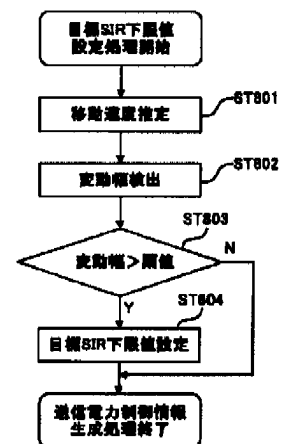 目標SIR下限値
設定処理開始
ST801
移動速度推定
ST802
変動幅検出
ST803
変動幅＞閾値
N
Y
ST804
目標SIR下限値設定
送信電力制御情報
生成処理終了